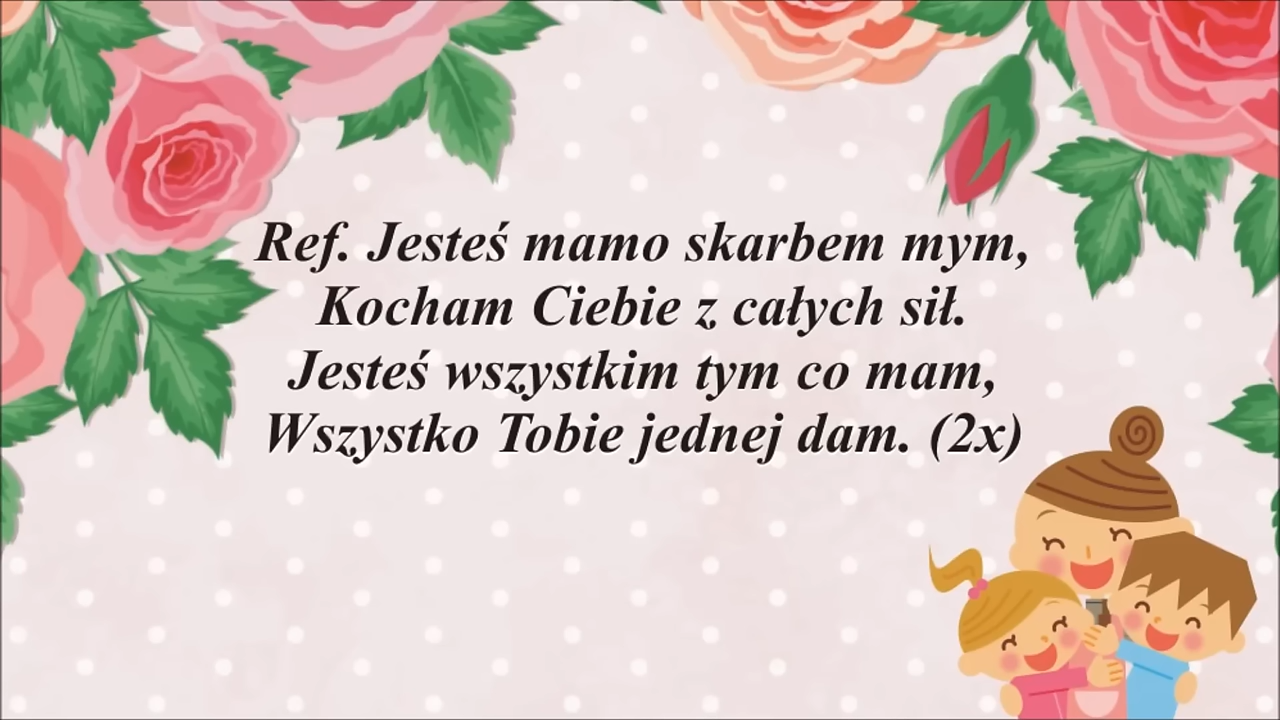 Ref. Jesteś mamo skarbem mym,
Kocham Ciebie z całych sił.
Jesteś wszystkim tym co mam,
Wszystko Tobie jednej dam. (2x)